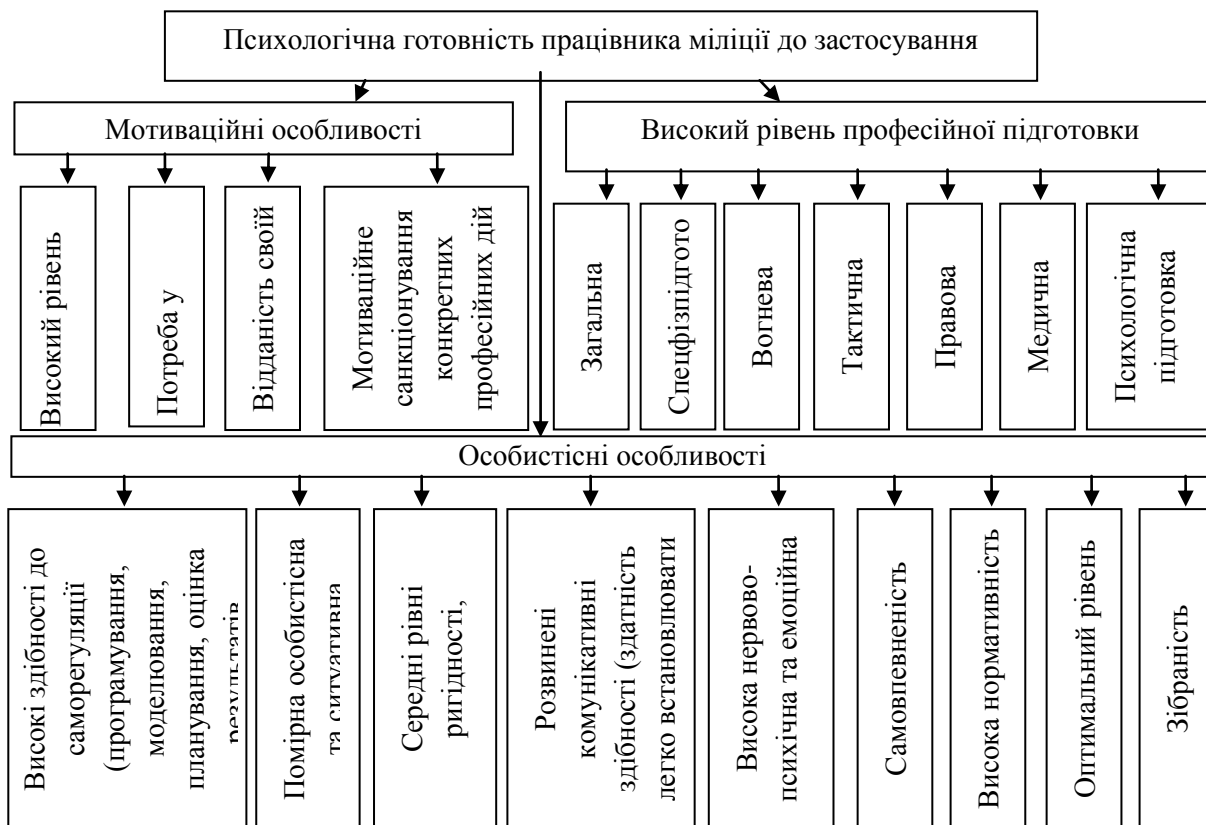 Психологічна готовність працівника міліції до застосування
Мотиваційні особливості
Високий рівень професійної підготовки
Високий рівень
Потреба у
Відданість своїй
Мотиваційне
санкціонування
конкретних
професійних дій
Загальна
Спецфізпідгото
Вогнева
Тактична
Правова
Медична
Психологічна
підготовка
Особистісні особливості
Високі здібності до
саморегуляції
(програмування,
моделювання,
планування, оцінка
результатів
Помірна особистісна
та ситуативна
Середні рівні
ригідності,
Розвинені
комунікативні
здібності (здатність
легко встановлювати
Висока нервово-
психічна та емоційна
Самовпевненість
Висока нормативність
Оптимальний рівень
Зібраність